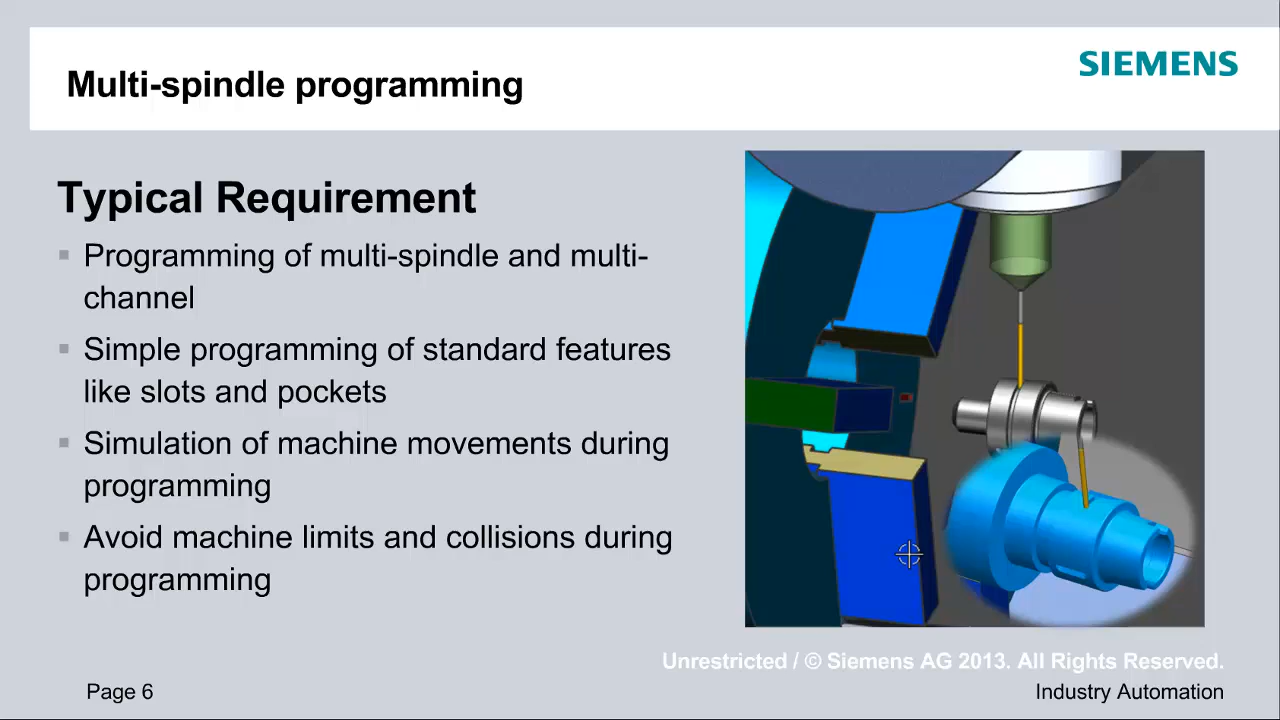 Multi-spindle programming
SIEMENS
Typical Requirement
Programming of multi-spindle and multi-
channel
Simple programming of standard features
like slots and pockets
Simulation of machine movements during
programming
Avoid machine limits and collisions during
programming
Unrestricted / © Siemens AG 2013. All Rights Reserved.
Page 6
Industry Automation